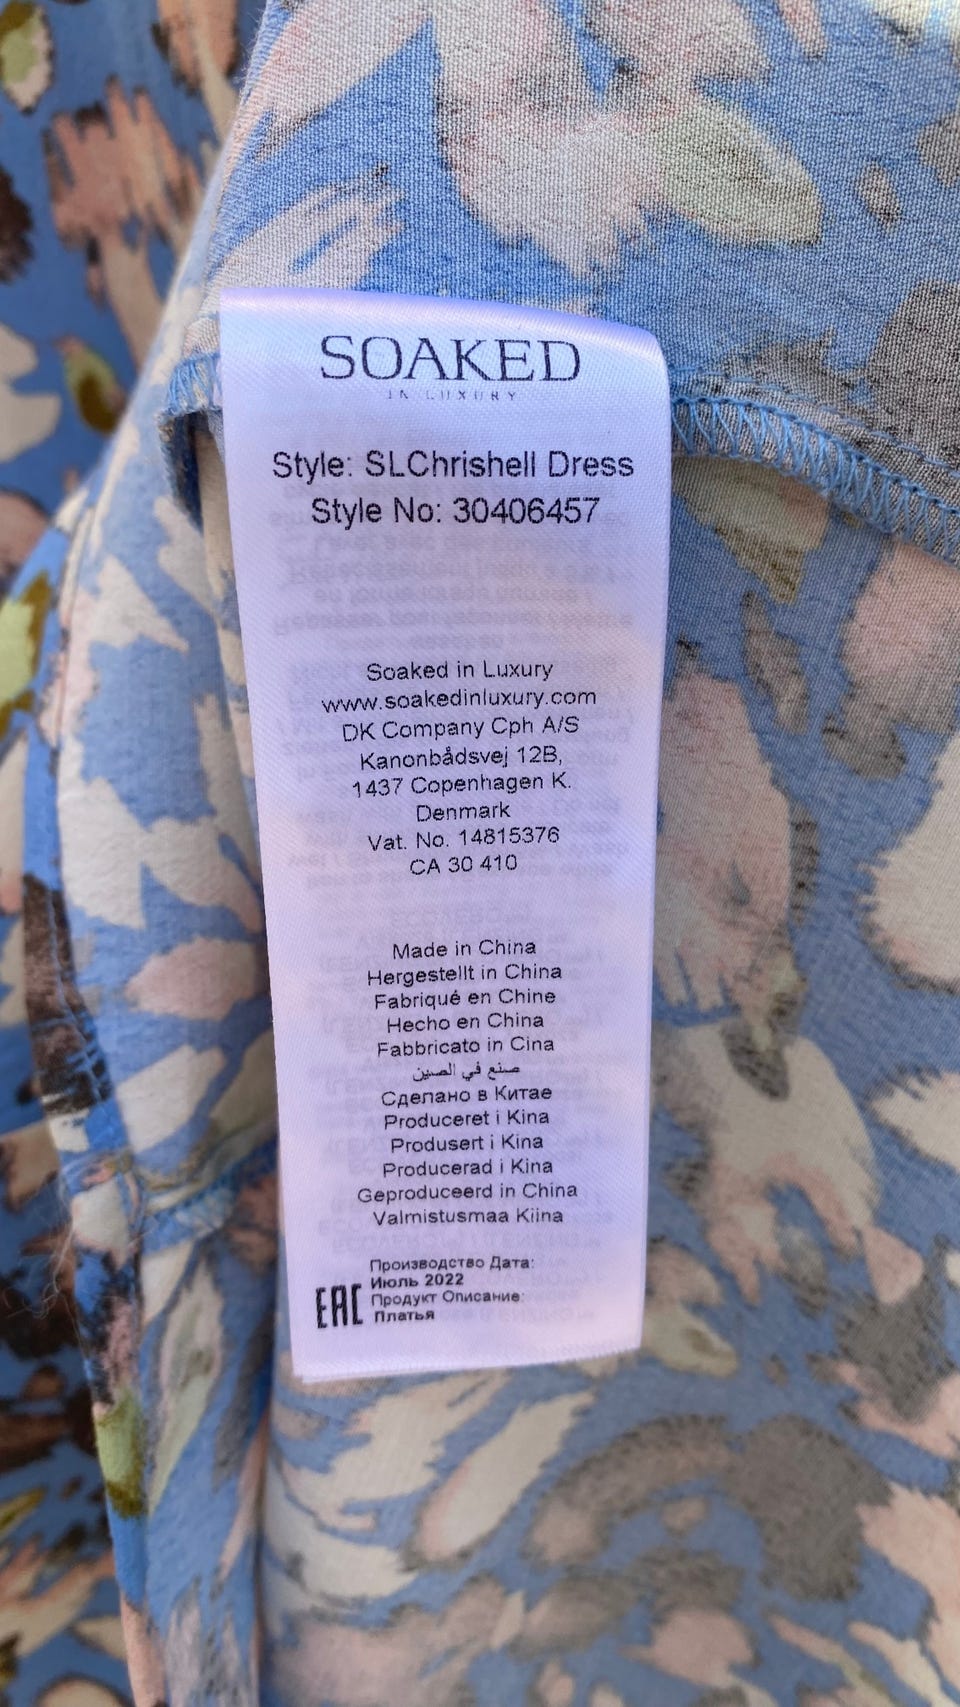 SOAKED
IN LUXURY
Style: SLChrishell Dress
Style No: 30406457
Soaked in Luxury
www.soakedinluxury.com
DK Company Cph A/S
Kanonbådsvej 12B,
1437 Copenhagen K.
Denmark
Vat. No. 14815376
CA 30 410
Made in China
Hergestellt in China
Fabriqué en Chine
Hecho en China
Fabbricato in Cina
صنع في الصين
Сделано в Китае
Produceret i Kina
Produsert i Kina
Producerad i Kina
Geproduceerd in China
Valmistusmaa Kiina
Производство Дата:
Июль 2022
EAC Продукт Описание:
Платья